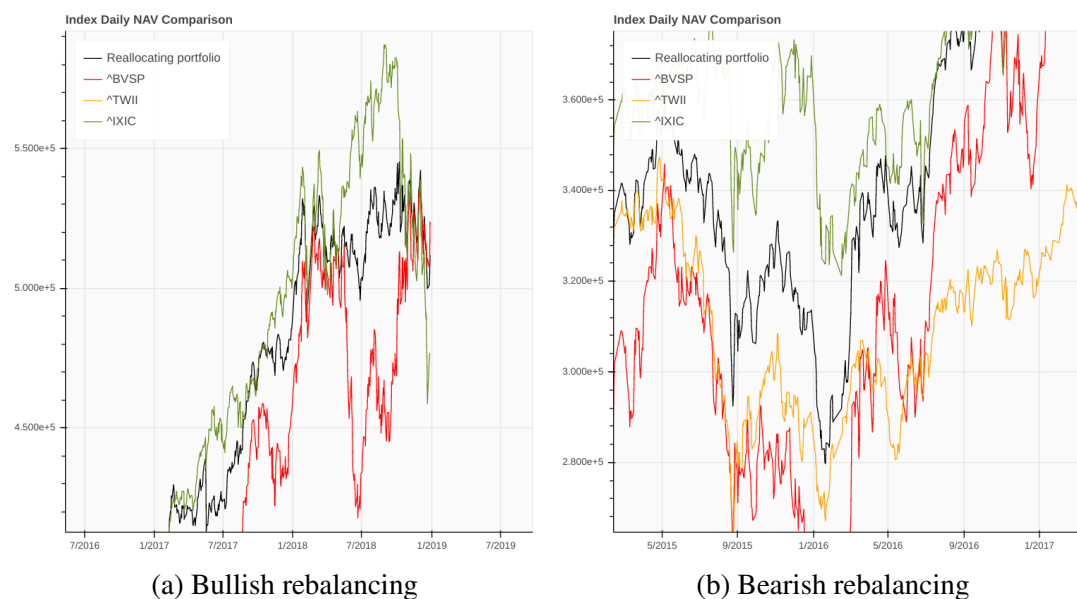 Index Daily NAV Comparison
Reallocating portfolio
^BVSP
^TWII
^IXIC
5.500e+5
5.000e+5
4.500e+5
7/2016 1/2017 7/2017 1/2018 7/2018 1/2019 7/2019
(a) Bullish rebalancing
Index Daily NAV Comparison
Reallocating portfolio
^BVSP
^TWII
^IXIC
3.600e+5
3.400e+5
3.200e+5
3.000e+5
2.800e+5
5/2015 9/2015 1/2016 5/2016 9/2016 1/2017
(b) Bearish rebalancing